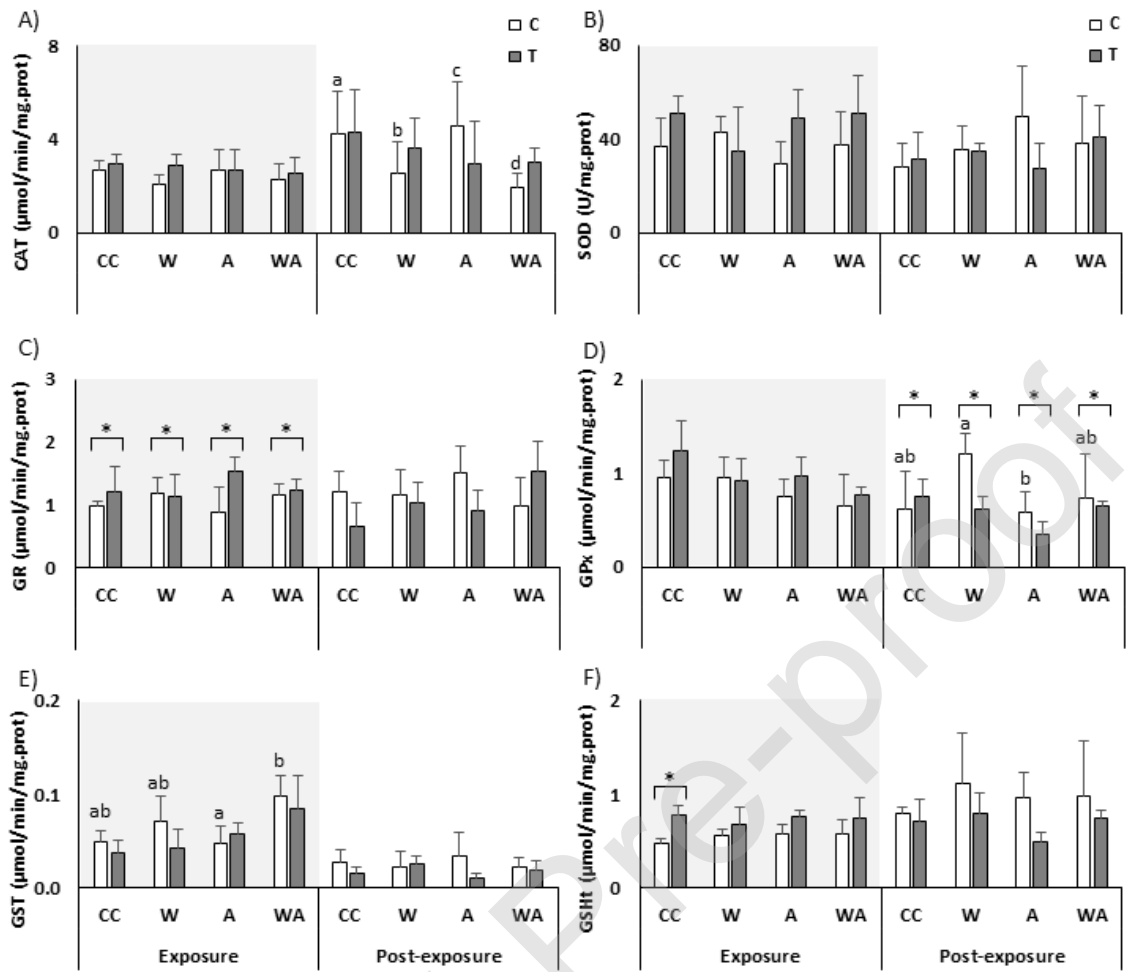 A)
C
T
8
4
0
CAT (μmol/min/mg.prot)
a
b
c
d
CC W A WA CC W A WA
B)
C
T
80
40
0
SOD (U/mg.prot)
CC W A WA CC W A WA
C)
3
2
1
0
GR (μmol/min/mg.prot)
* * * *
CC W A WA CC W A WA
D)
2
1
0
GPx (μmol/min/mg.prot)
* * * *
ab a b ab
CC W A WA CC W A WA
E)
0.2
0.1
0.0
GST (μmol/min/mg.prot)
ab ab a b
CC W A WA CC W A WA
Exposure Post-exposure
F)
2
1
0
GSHt (μmol/min/mg.prot)
*
CC W A WA CC W A WA
Exposure Post-exposure
Pre-proof